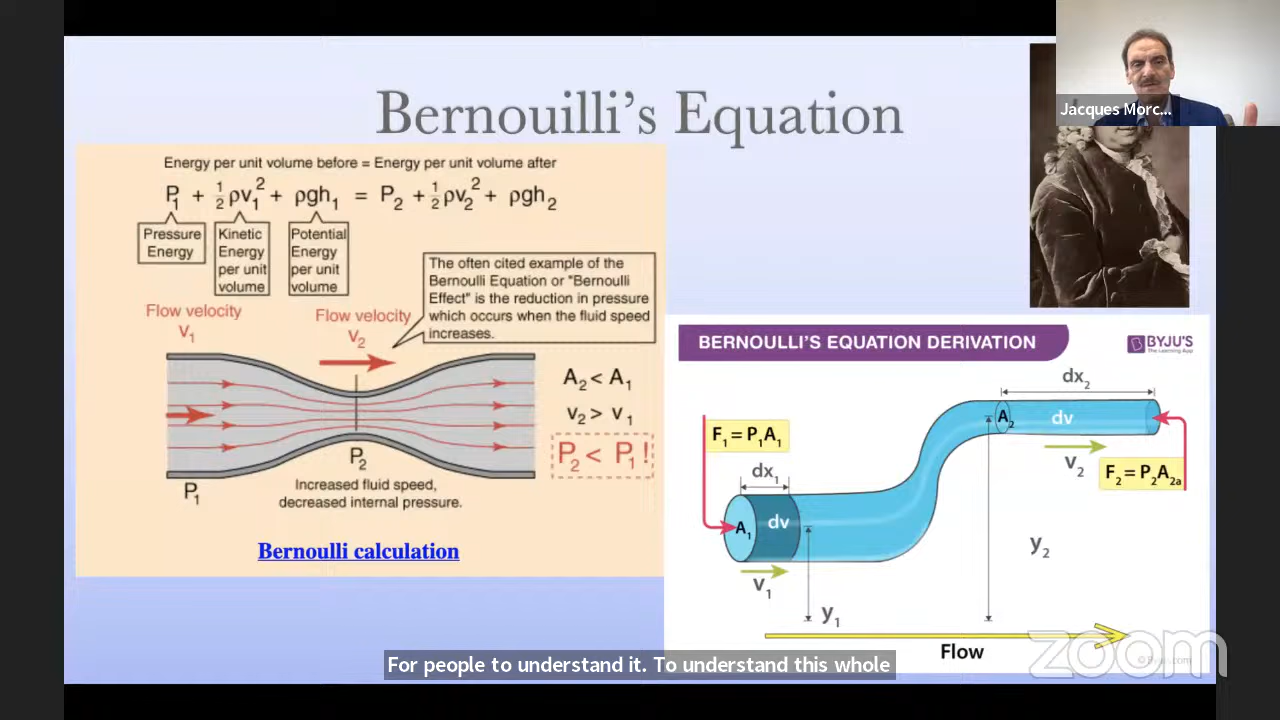 Bernouilli's Equation
Jacques Morc...
Energy per unit volume before = Energy per unit volume after
P₁ + ½ρv₁² + ρgh₁ = P₂ + ½ρv₂² + ρgh₂
Pressure
Energy
Kinetic
Energy
per unit
volume
Potential
Energy
per unit
volume
The often cited example of the
Bernoulli Equation or "Bernoulli
Effect" is the reduction in pressure
which occurs when the fluid speed
increases.
Flow velocity
v₁
Flow velocity
v₂
A₂ < A₁
v₂ > v₁
P₂ < P₁!
P₁
P₂
Increased fluid speed,
decreased internal pressure.
Bernoulli calculation
BERNOULLI'S EQUATION DERIVATION
BYJU'S
The Learning App
dx₂
A₂
dv
v₂
F₁ = P₁A₁
F₂ = P₂A₂ₐ
dx₁
A₁
dv
v₁
y₂
y₁
Flow
zoom
© Byjus.com
For people to understand it. To understand this whole